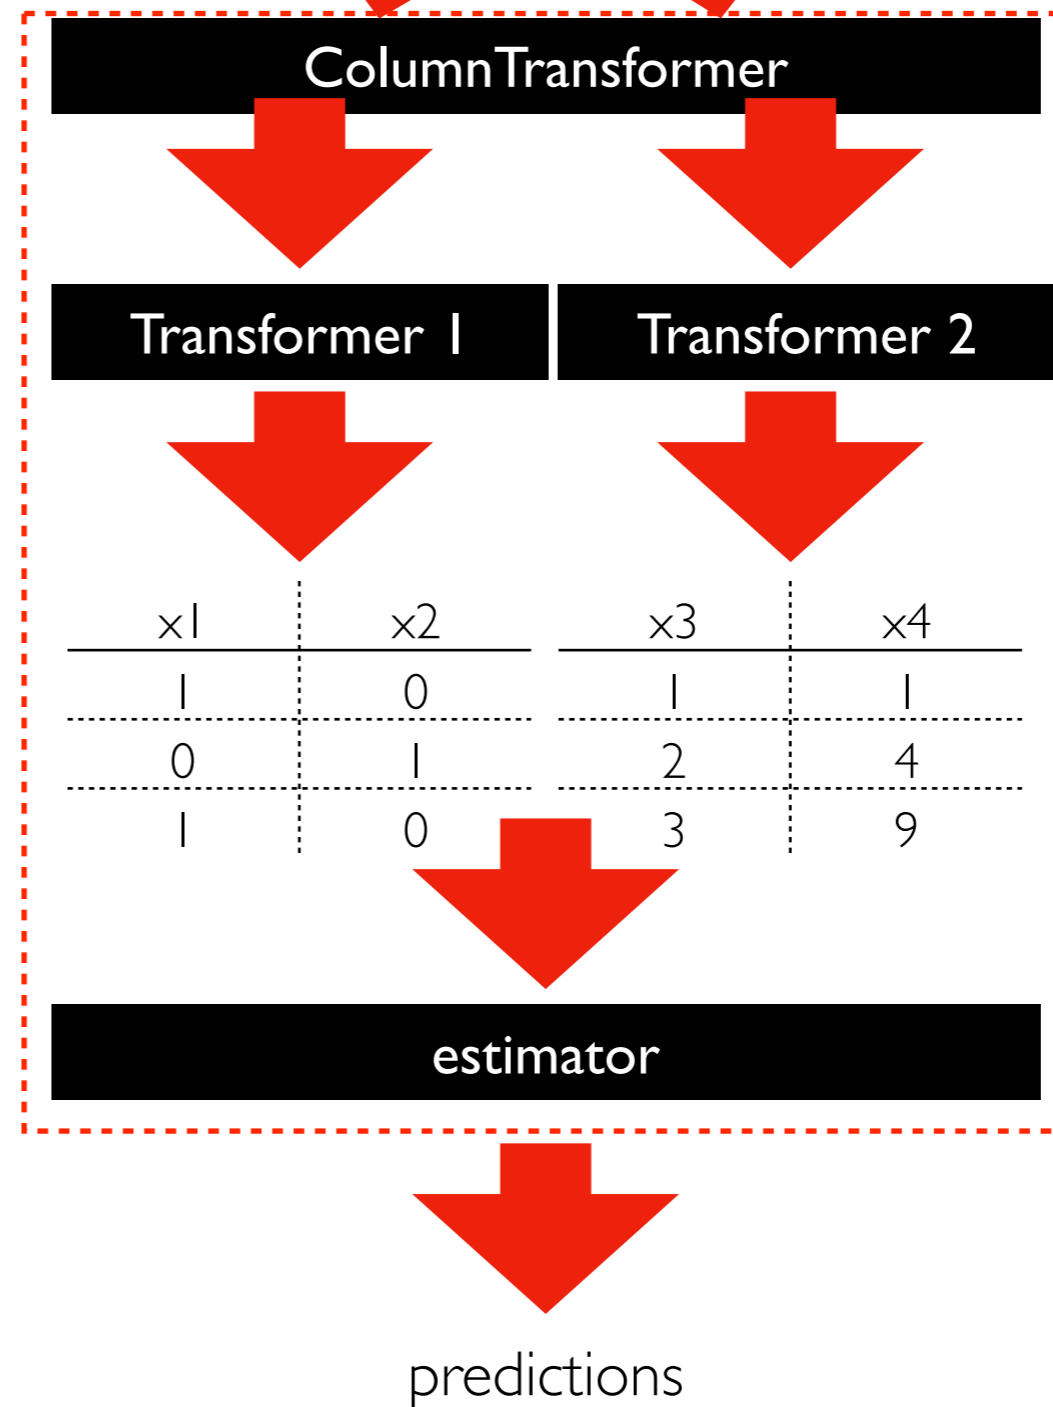 ColumnTransformer
Transformer 1 Transformer 2
x1 x2 x3 x4
1 0 1 1
0 1 2 4
1 0 3 9
estimator
predictions